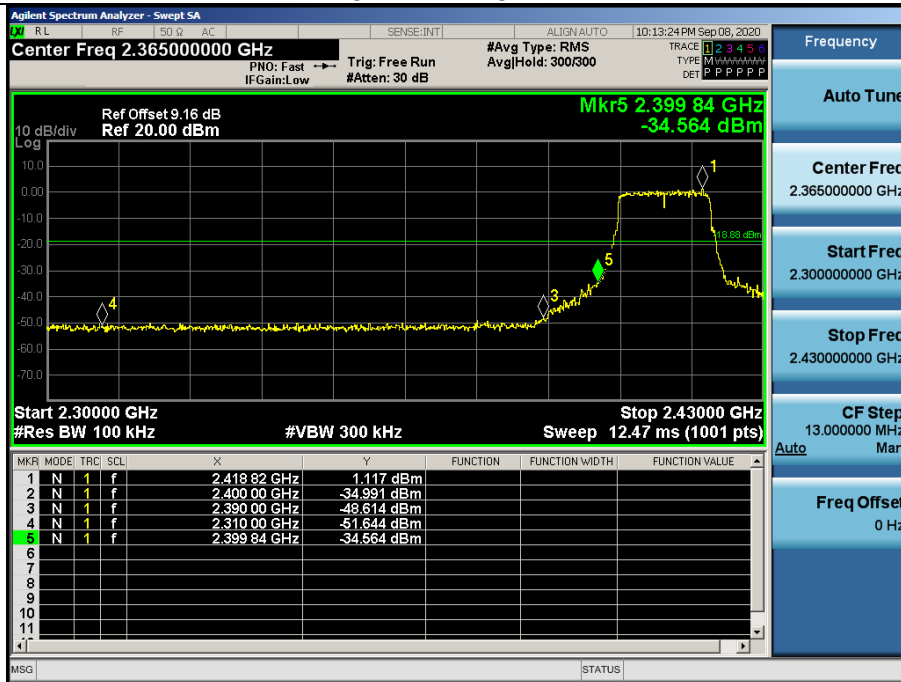 Agilent Spectrum Analyzer - Swept SA
LXI RL RF 50 Ω AC SENSE:INT ALIGN AUTO 10:13:24 PM Sep 08, 2020
Center Freq 2.365000000 GHz #Avg Type: RMS TRACE 1 2 3 4 5 6
PNO: Fast Trig: Free Run Avg|Hold: 300/300 TYPE MWWWWW
IFGain:Low #Atten: 30 dB DET P P P P P P
Mkr5 2.399 84 GHz
-34.564 dBm
Ref Offset 9.16 dB
10 dB/div Ref 20.00 dBm
Log
10.0
0.00
-10.0
-20.0
-30.0
-40.0
-50.0
-60.0
-70.0
1
-18.88 dBm
5
3
4
Start 2.30000 GHz Stop 2.43000 GHz
#Res BW 100 kHz #VBW 300 kHz Sweep 12.47 ms (1001 pts)
MKR MODE TRC SCL X Y FUNCTION FUNCTION WIDTH FUNCTION VALUE
1 N 1 f 2.418 82 GHz 1.117 dBm
2 N 1 f 2.400 00 GHz -34.991 dBm
3 N 1 f 2.390 00 GHz -48.614 dBm
4 N 1 f 2.310 00 GHz -51.644 dBm
5 N 1 f 2.399 84 GHz -34.564 dBm
6
7
8
9
10
11
MSG STATUS
Frequency
Auto Tune
Center Freq
2.365000000 GHz
Start Freq
2.300000000 GHz
Stop Freq
2.430000000 GHz
CF Step
13.000000 MHz
Auto Man
Freq Offset
0 Hz